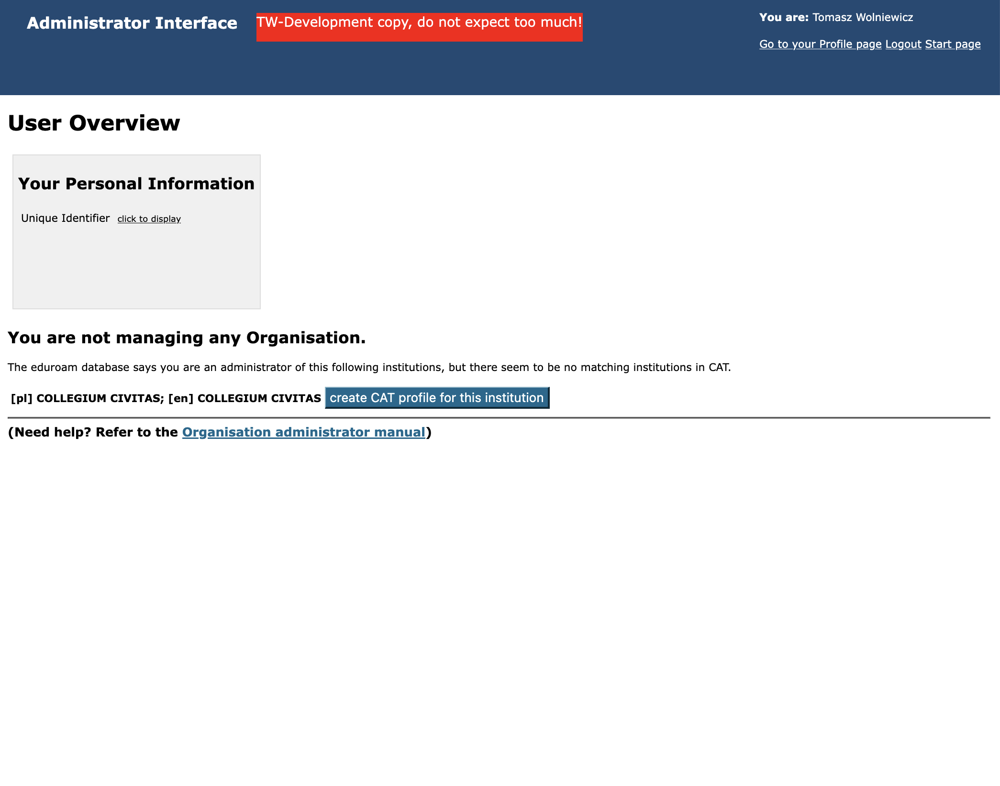 Administrator Interface
TW-Development copy, do not expect too much!
You are: Tomasz Wolniewicz
Go to your Profile page Logout Start page
User Overview
Your Personal Information
Unique Identifier click to display
You are not managing any Organisation.
The eduroam database says you are an administrator of this following institutions, but there seem to be no matching institutions in CAT.
[pl] COLLEGIUM CIVITAS; [en] COLLEGIUM CIVITAS create CAT profile for this institution
(Need help? Refer to the Organisation administrator manual)